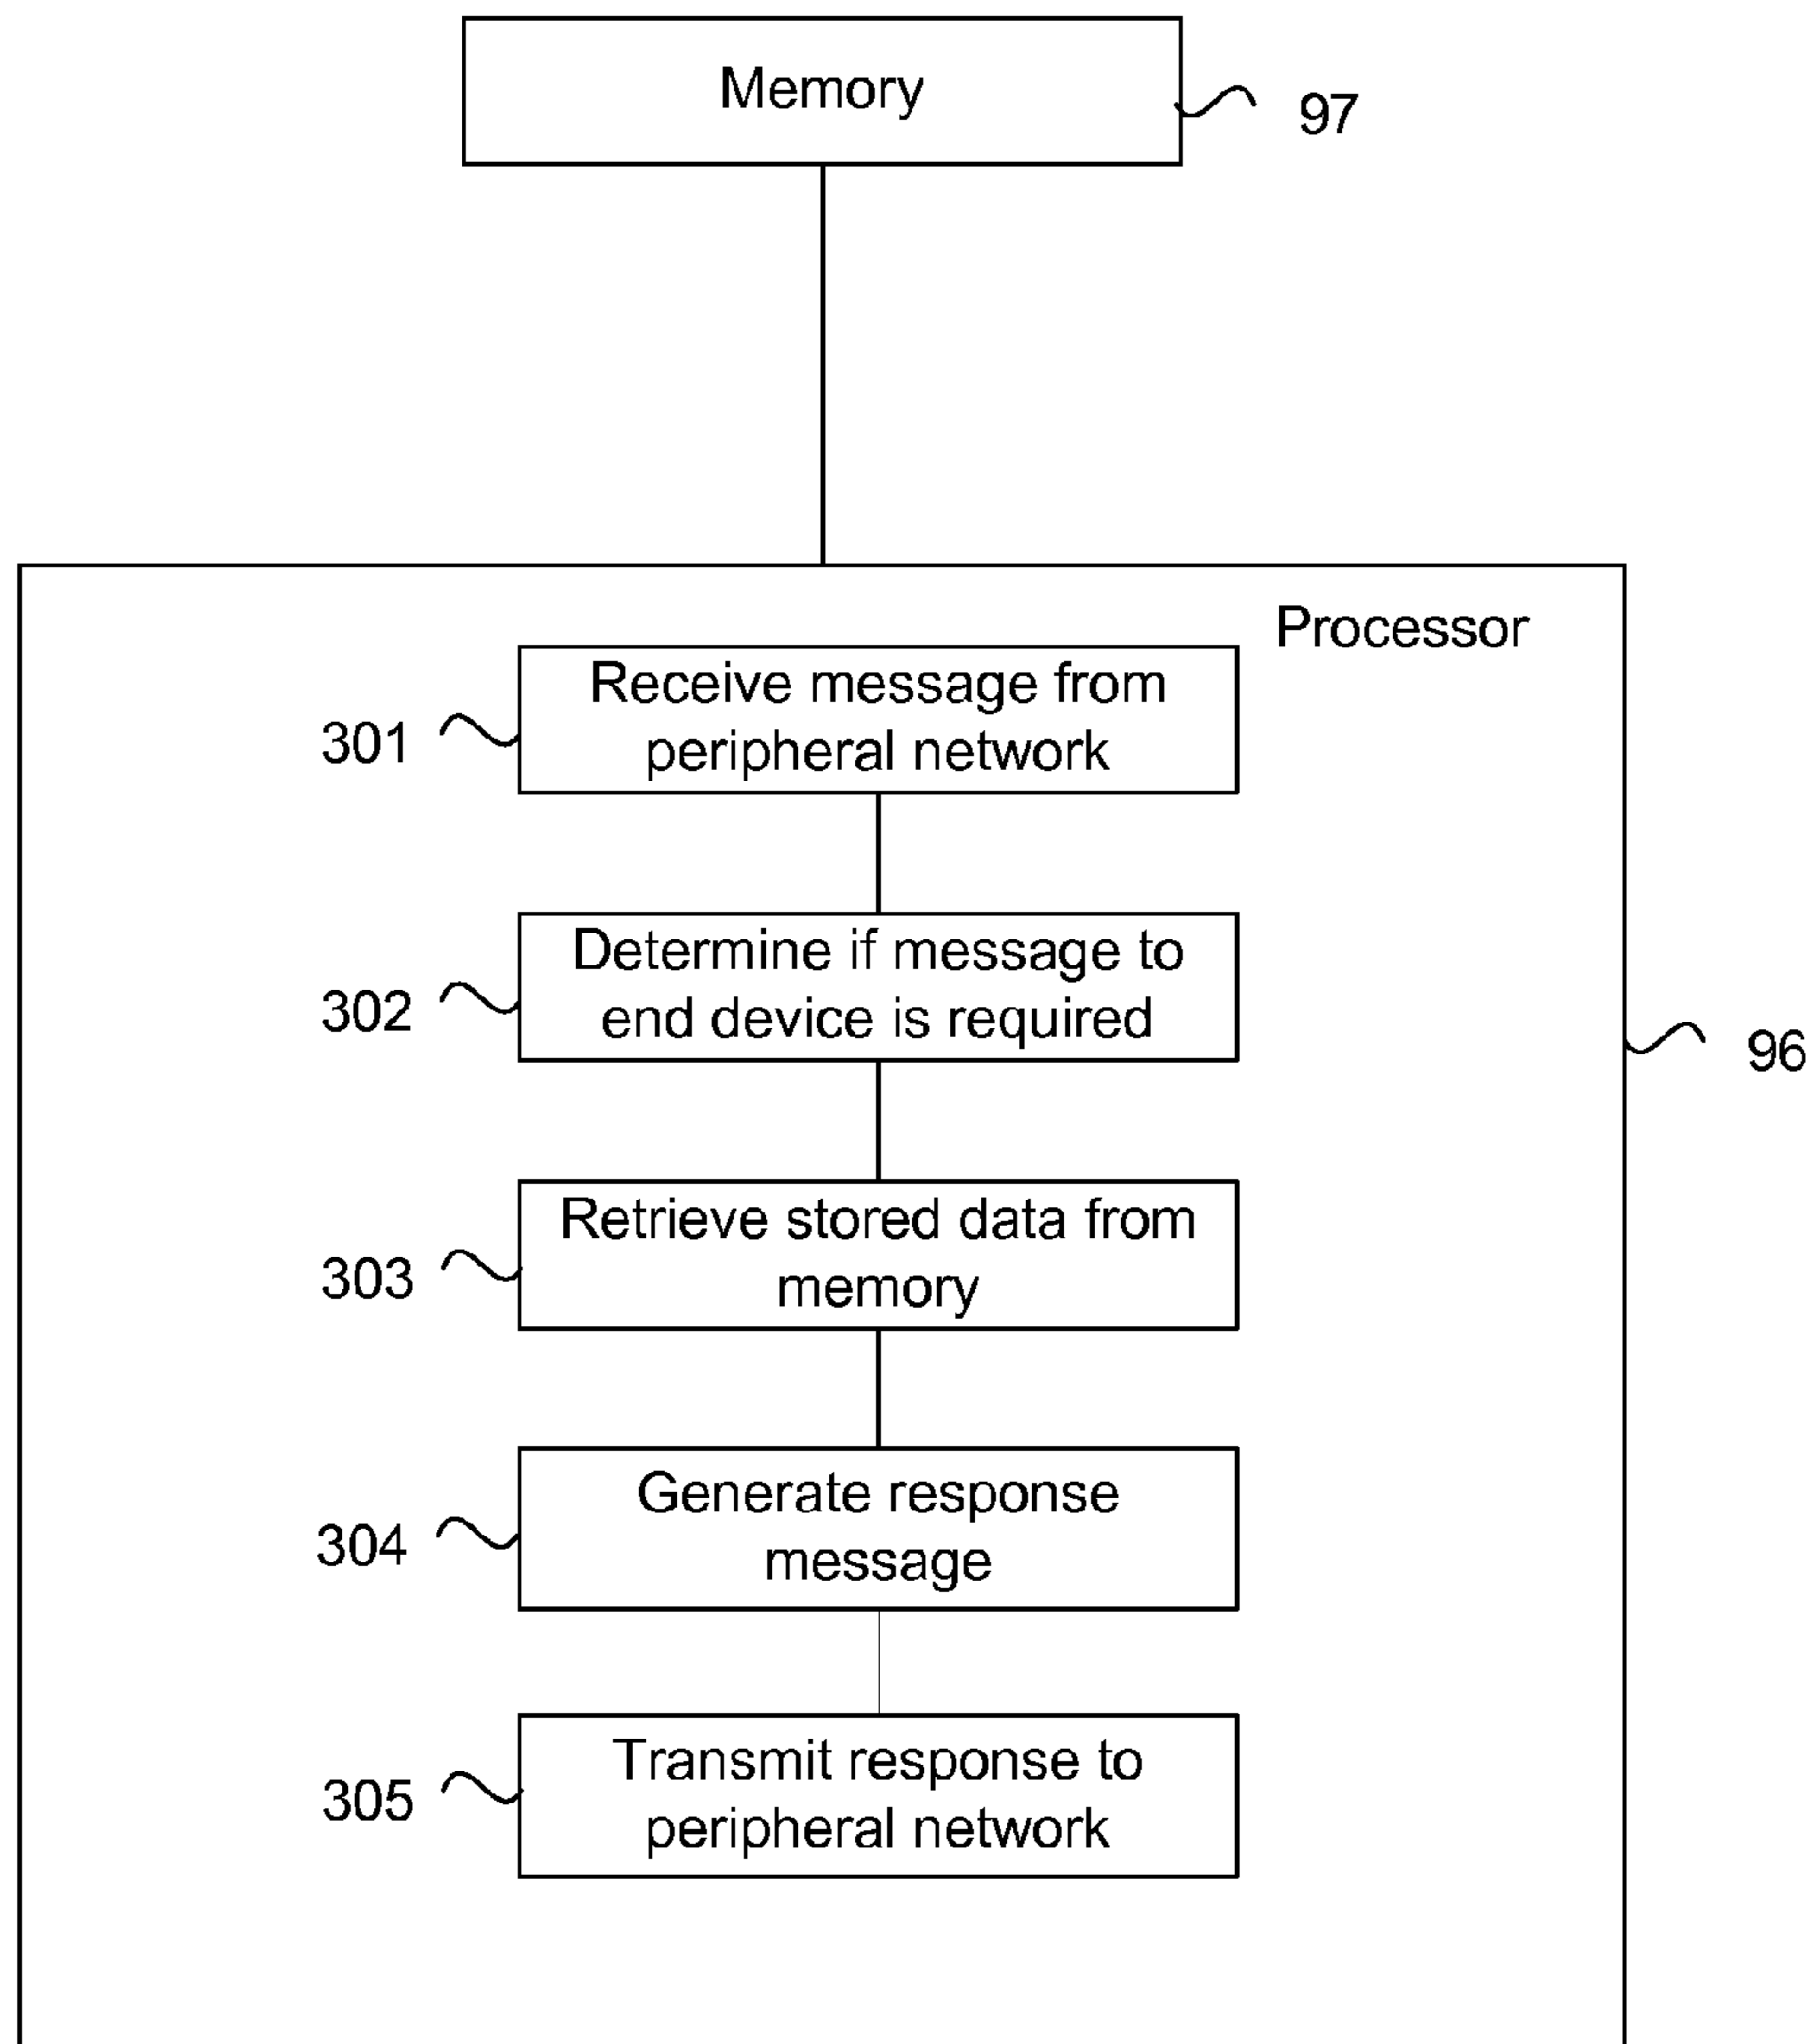 Memory
97
Processor
Receive message from
peripheral network
301
Determine if message to
end device is required
302
96
Retrieve stored data from
memory
303
Generate response
message
304
Transmit response to
peripheral network
305